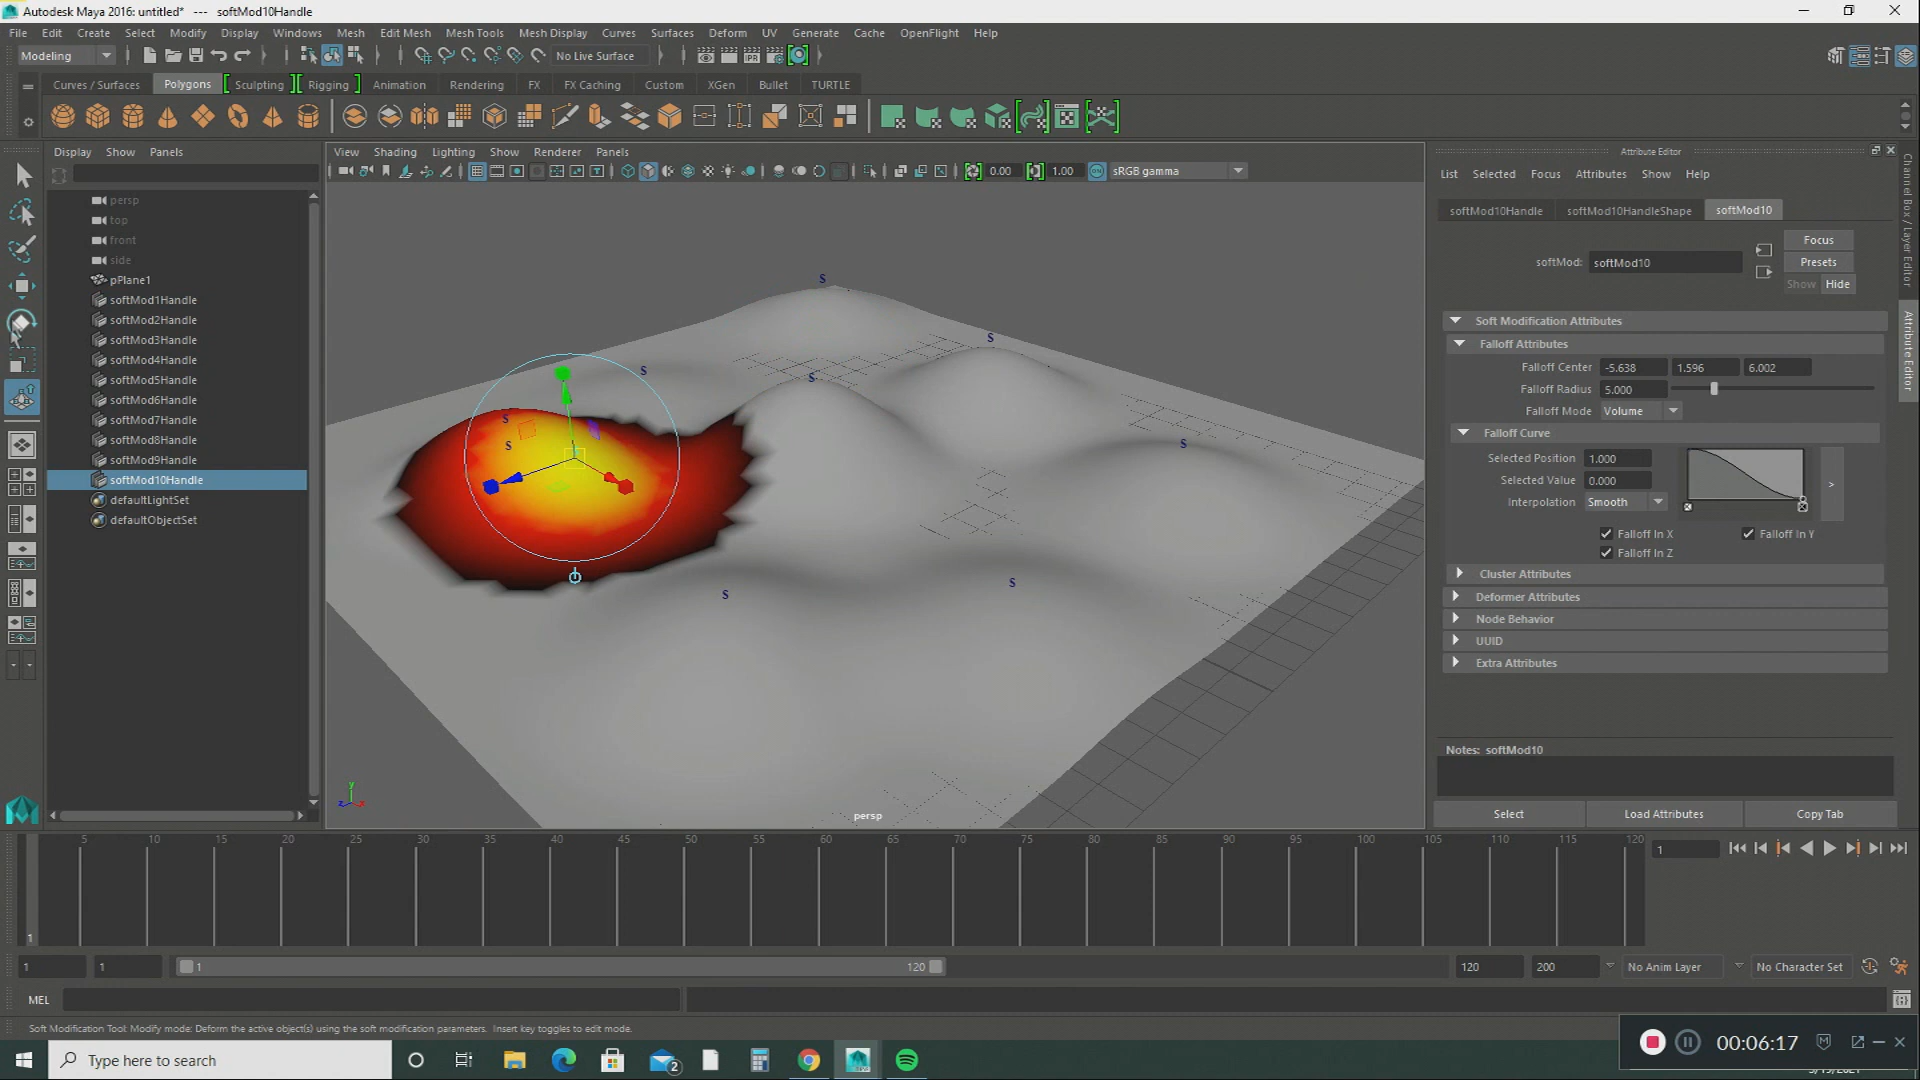 Autodesk Maya 2016: untitled* --- softMod10Handle
File Edit Create Select Modify Display Windows Mesh Edit Mesh Mesh Tools Mesh Display Curves Surfaces Deform UV Generate Cache OpenFlight Help
Modeling No Live Surface
Curves / Surfaces Polygons Sculpting Rigging Animation Rendering FX FX Caching Custom XGen Bullet TURTLE
Display Show Panels
View Shading Lighting Show Renderer Panels
0.00 1.00 sRGB gamma
persp
top
front
side
pPlane1
softMod1Handle
softMod2Handle
softMod3Handle
softMod4Handle
softMod5Handle
softMod6Handle
softMod7Handle
softMod8Handle
softMod9Handle
softMod10Handle
defaultLightSet
defaultObjectSet
S
S
S
S
S
S
S
S
S
y
z x
persp
Attribute Editor
List Selected Focus Attributes Show Help
softMod10Handle softMod10HandleShape softMod10
softMod: softMod10
Focus
Presets
Show Hide
Soft Modification Attributes
Falloff Attributes
Falloff Center -5.638 1.596 6.002
Falloff Radius 5.000
Falloff Mode Volume
Falloff Curve
Selected Position 1.000
Selected Value 0.000
Interpolation Smooth
>
Falloff In X Falloff In Y
Falloff In Z
Cluster Attributes
Deformer Attributes
Node Behavior
UUID
Extra Attributes
Notes: softMod10
Select Load Attributes Copy Tab
Channel Box / Layer Editor
Attribute Editor
5 10 15 20 25 30 35 40 45 50 55 60 65 70 75 80 85 90 95 100 105 110 115 120
1
1
1 1 1 120 120 200 No Anim Layer No Character Set
MEL
Soft Modification Tool: Modify mode: Deform the active object(s) using the soft modification parameters. Insert key toggles to edit mode.
Type here to search
2
00:06:17